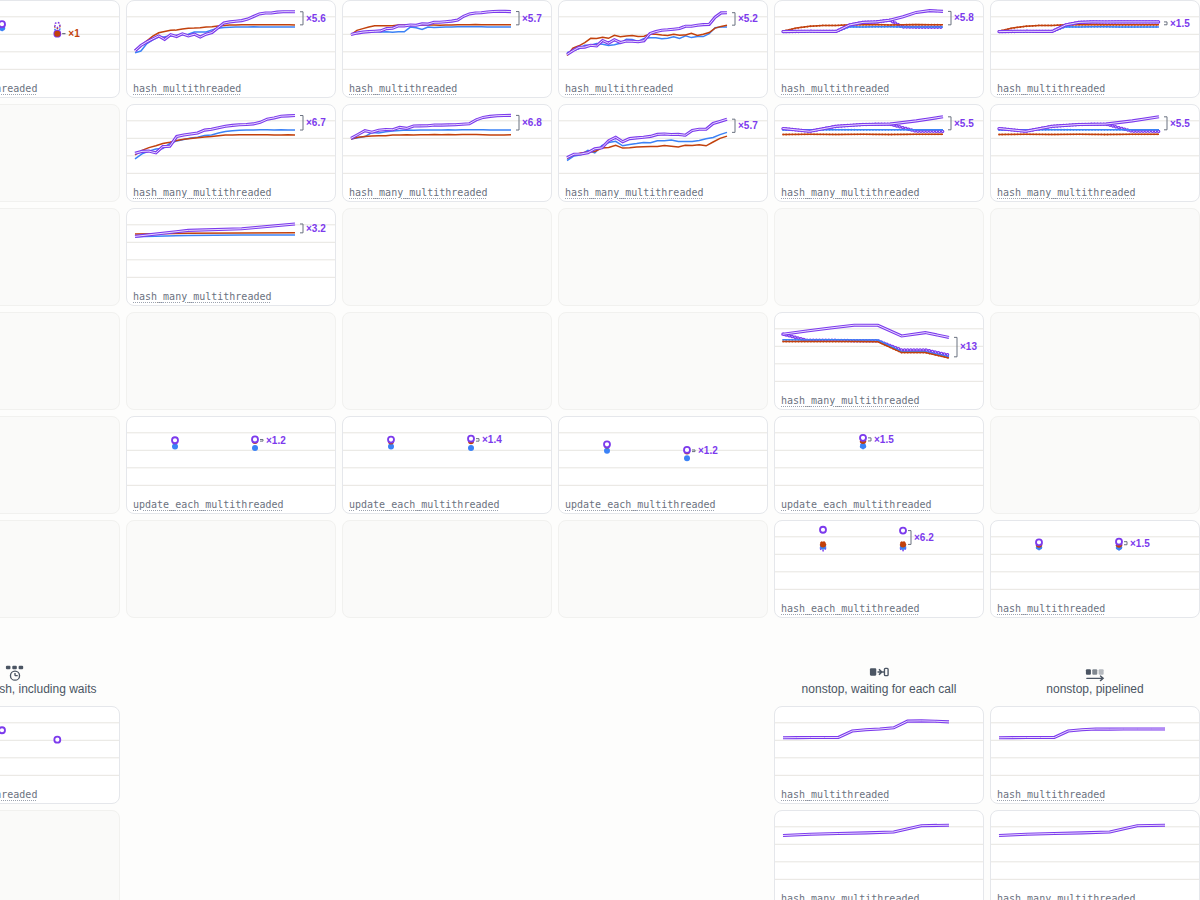 ×1
×5.6
×5.7
×5.2
×5.8
×1.5
readed
hash_multithreaded
hash_multithreaded
hash_multithreaded
hash_multithreaded
hash_multithreaded
×6.7
×6.8
×5.7
×5.5
×5.5
hash_many_multithreaded
hash_many_multithreaded
hash_many_multithreaded
hash_many_multithreaded
hash_many_multithreaded
×3.2
hash_many_multithreaded
×13
hash_many_multithreaded
×1.2
×1.4
×1.2
×1.5
update_each_multithreaded
update_each_multithreaded
update_each_multithreaded
update_each_multithreaded
×6.2
×1.5
hash_each_multithreaded
hash_multithreaded
sh, including waits
nonstop, waiting for each call
nonstop, pipelined
readed
hash_multithreaded
hash_multithreaded
hash_many_multithreaded
hash_many_multithreaded